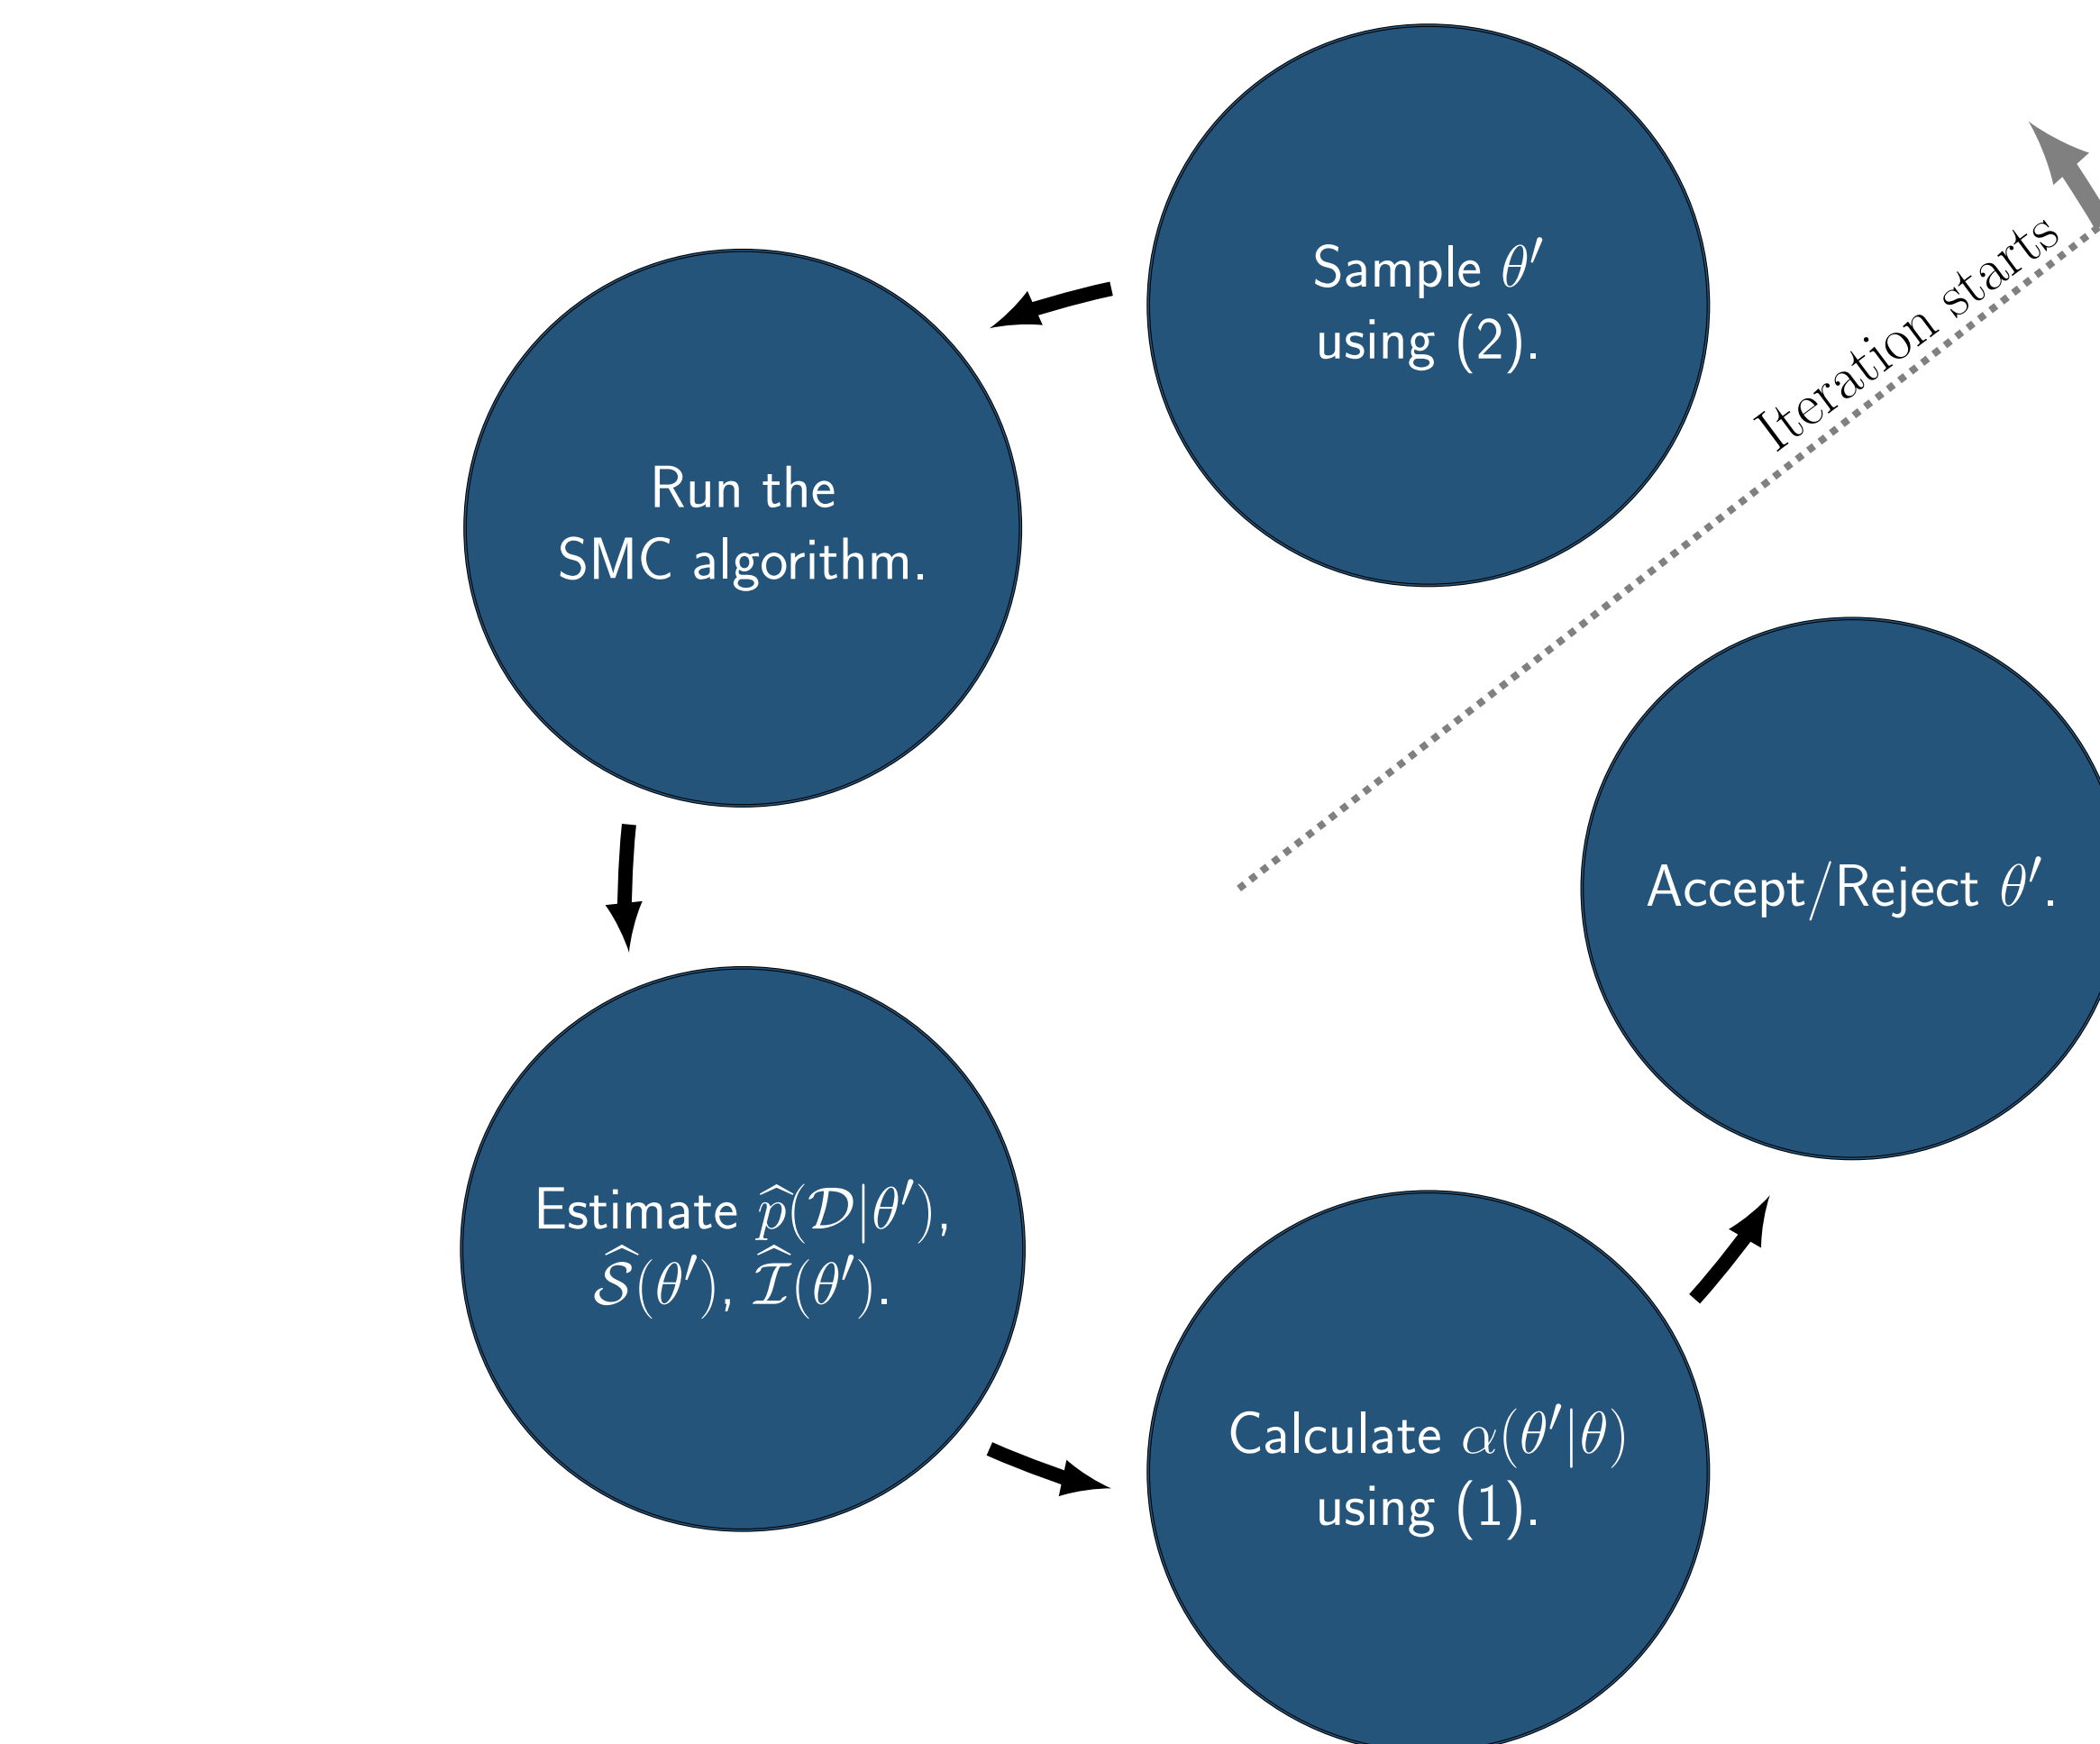 Sample θ′
using (2).
Iteration starts
Run the
SMC algorithm.
Accept/Reject θ′.
Estimate p̂(𝒟|θ′),
𝒮̂(θ′), ℐ̂(θ′).
Calculate α(θ′|θ)
using (1).